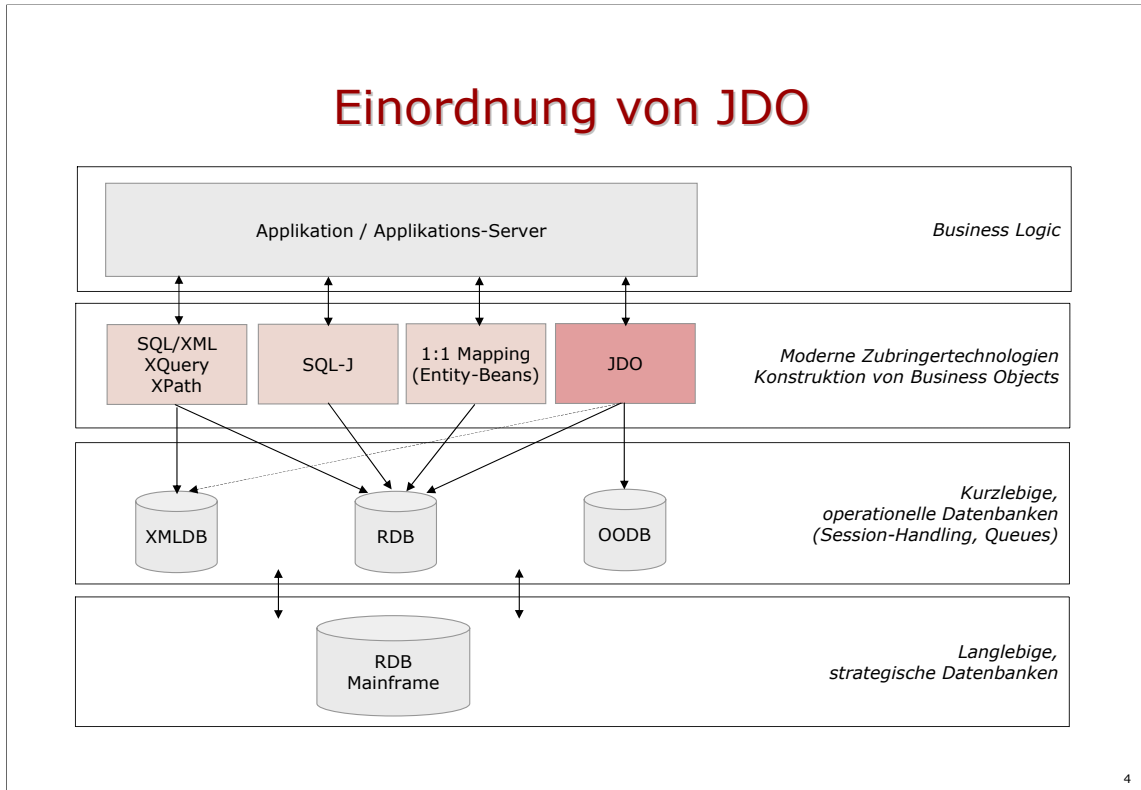 Einordnung von JDO
Applikation / Applikations-Server
Business Logic
SQL/XML
XQuery
XPath
SQL-J
1:1 Mapping
(Entity-Beans)
JDO
Moderne Zubringertechnologien
Konstruktion von Business Objects
XMLDB
RDB
OODB
Kurzlebige,
operationelle Datenbanken
(Session-Handling, Queues)
RDB
Mainframe
Langlebige,
strategische Datenbanken
4